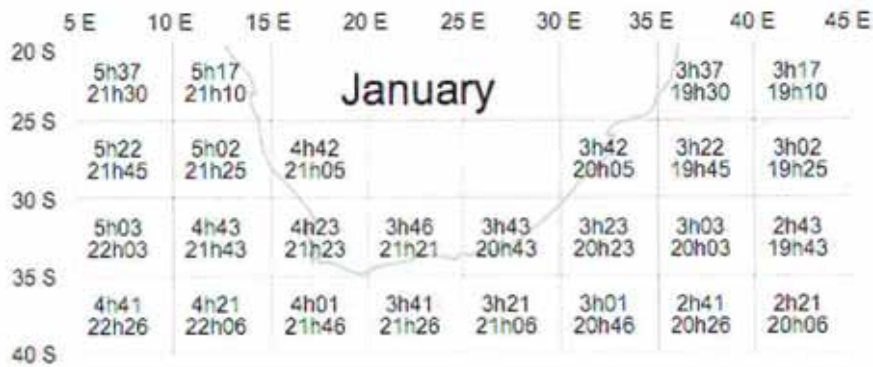 5 E 10 E 15 E 20 E 25 E 30 E 35 E 40 E 45 E
20 S
5h37 5h17 January 3h37 3h17
21h30 21h10 19h30 19h10
25 S
5h22 5h02 4h42 3h42 3h22 3h02
21h45 21h25 21h05 20h05 19h45 19h25
30 S
5h03 4h43 4h23 3h46 3h43 3h23 3h03 2h43
22h03 21h43 21h23 21h21 20h43 20h23 20h03 19h43
35 S
4h41 4h21 4h01 3h41 3h21 3h01 2h41 2h21
22h26 22h06 21h46 21h26 21h06 20h46 20h26 20h06
40 S